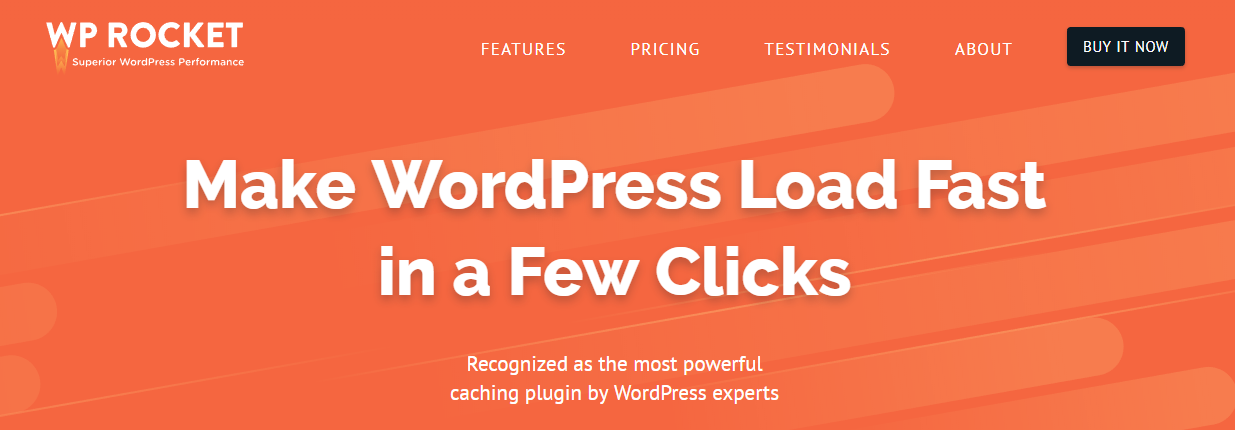 WP ROCKET
Superior WordPress Performance
FEATURES
PRICING
TESTIMONIALS
ABOUT
BUY IT NOW
Make WordPress Load Fast
in a Few Clicks
Recognized as the most powerful
caching plugin by WordPress experts